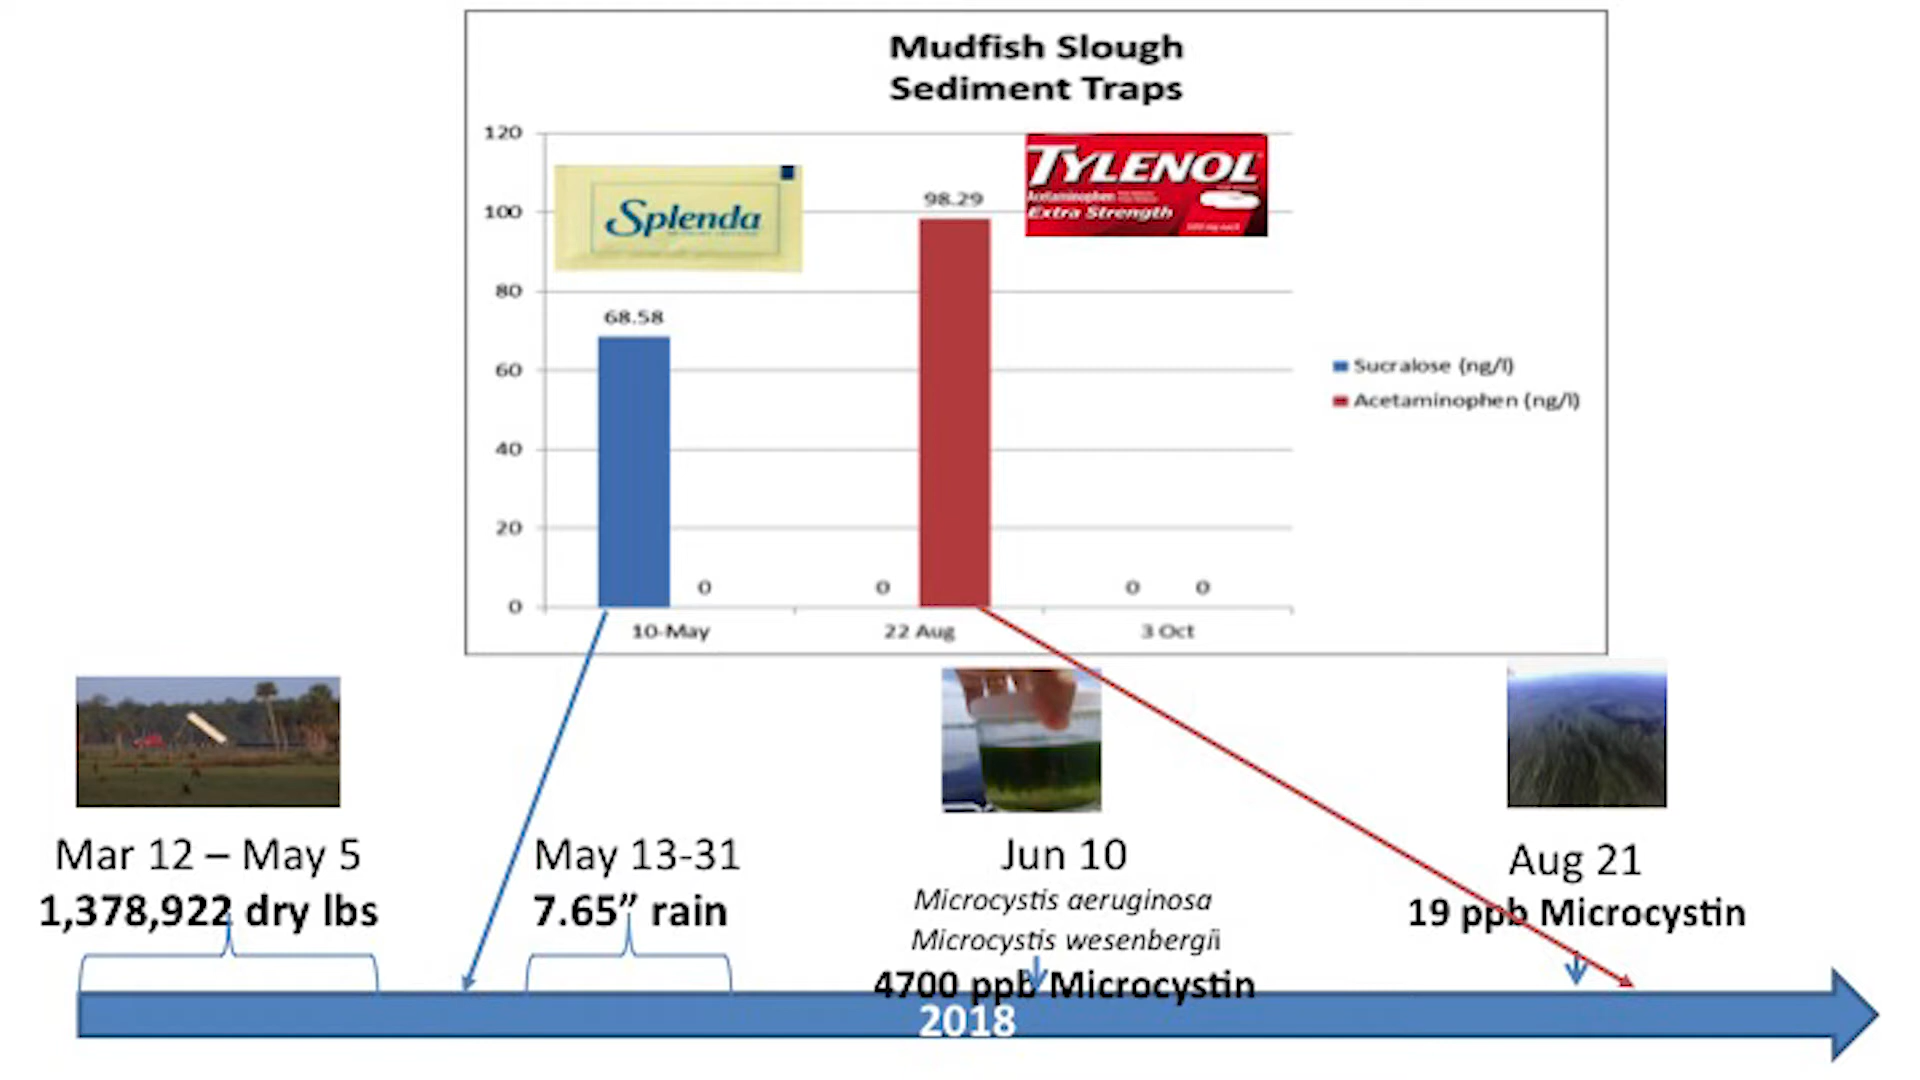 Mudfish Slough
Sediment Traps
120
100
80
60
40
20
0
Splenda
TYLENOL
Acetaminophen
Extra Strength
68.58
0
0
98.29
0
0
10-May
22 Aug
3 Oct
Sucralose (ng/l)
Acetaminophen (ng/l)
Mar 12 – May 5
1,378,922 dry lbs
May 13-31
7.65” rain
Jun 10
Microcystis aeruginosa
Microcystis wesenbergii
4700 ppb Microcystin
Aug 21
19 ppb Microcystin
2018